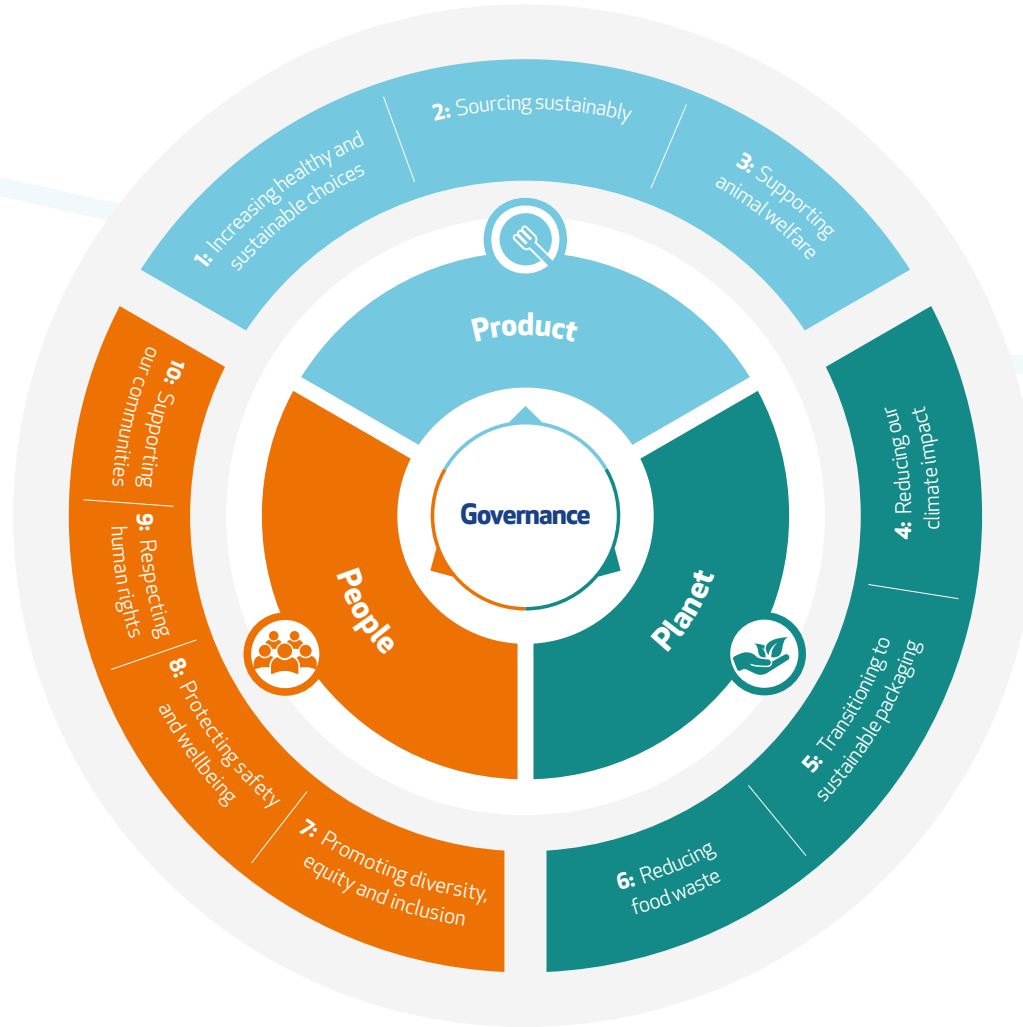 1: Increasing healthy and
sustainable choices
2: Sourcing sustainably
3: Supporting
animal welfare
4: Reducing our
climate impact
5: Transitioning to
sustainable packaging
6: Reducing
food waste
7: Promoting diversity,
equity and inclusion
8: Protecting safety
and wellbeing
9: Respecting
human rights
10: Supporting
our communities
Product
Planet
People
Governance